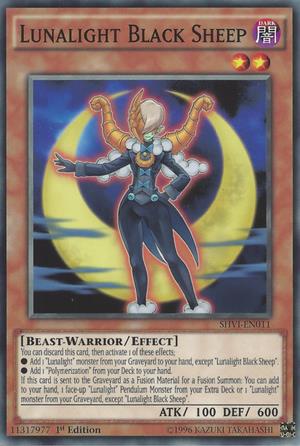 LUNALIGHT BLACK SHEEP
DARK
闇
SHVI-EN011
[BEAST-WARRIOR/EFFECT]
You can discard this card, then activate 1 of these effects;
● Add 1 "Lunalight" monster from your Graveyard to your hand, except "Lunalight Black Sheep".
● Add 1 "Polymerization" from your Deck to your hand.
If this card is sent to the Graveyard as a Fusion Material for a Fusion Summon: You can add
to your hand, 1 face-up "Lunalight" Pendulum Monster from your Extra Deck or 1 "Lunalight"
monster from your Graveyard, except "Lunalight Black Sheep".
ATK/ 100 DEF/ 600
11317977 1st Edition ©1996 KAZUKI TAKAHASHI